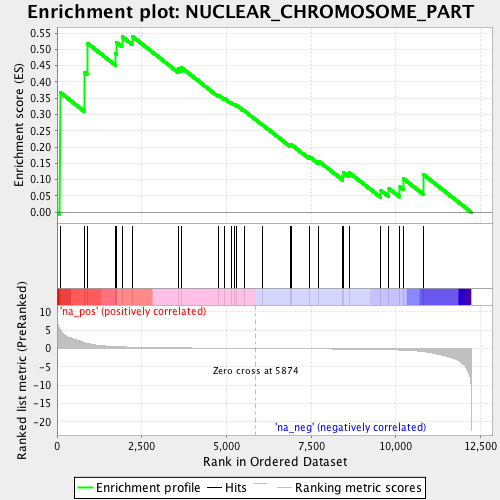 Enrichment plot: NUCLEAR_CHROMOSOME_PART
Enrichment score (ES)
0.55
0.50
0.45
0.40
0.35
0.30
0.25
0.20
0.15
0.10
0.05
0.00
'na_pos' (positively correlated)
Ranked list metric (PreRanked)
10
5
0
-5
-10
-15
-20
Zero cross at 5874
'na_neg' (negatively correlated)
0
2,500
5,000
7,500
10,000
12,500
Rank in Ordered Dataset
Enrichment profile
Hits
Ranking metric scores